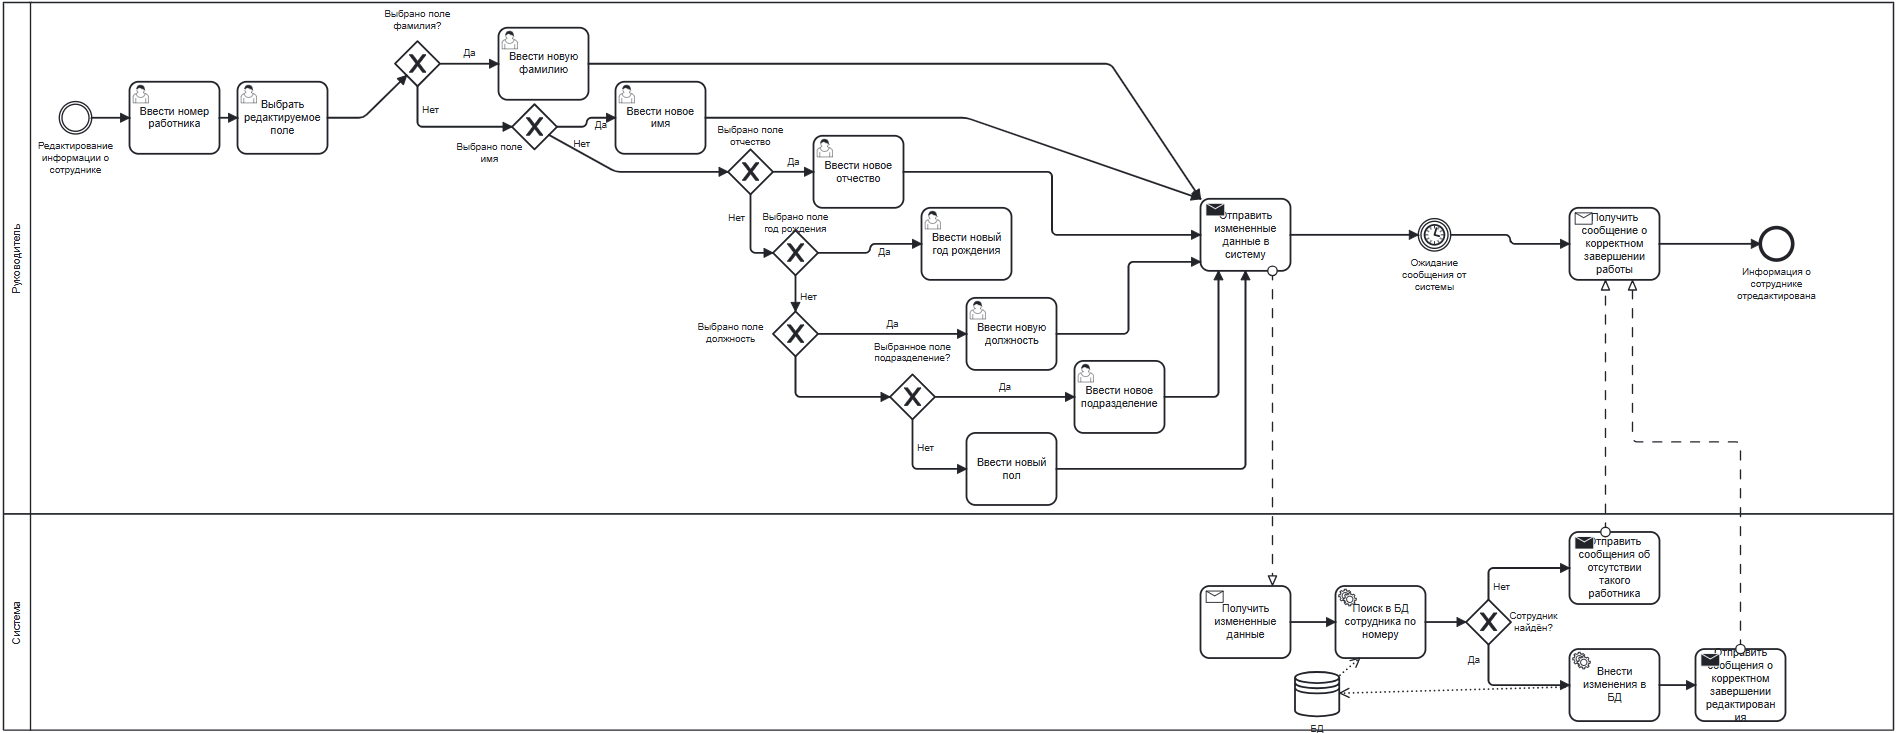 Руководитель
Редактирование
информации о
сотруднике
Ввести номер
работника
Выбрать
редактируемое
поле
Выбрано поле
фамилия?
Да
Нет
Ввести новую
фамилию
Выбрано поле
имя
Да
Нет
Ввести новое
имя
Выбрано поле
отчество
Да
Нет
Ввести новое
отчество
Выбрано поле
год рождения
Да
Нет
Ввести новый
год рождения
Выбрано поле
должность
Да
Ввести новую
должность
Выбранное поле
подразделение?
Да
Нет
Ввести новое
подразделение
Ввести новый
пол
Отправить
измененные
данные в
систему
Ожидание
сообщения от
системы
Получить
сообщение о
корректном
завершении
работы
Информация о
сотруднике
отредактирована
Система
Получить
измененные
данные
Поиск в БД
сотрудника по
номеру
БД
Сотрудник
найдён?
Нет
Да
Отправить
сообщения об
отсутствии
такого
работника
Внести
изменения в
БД
Отправить
сообщения о
корректном
завершении
редактирован
ия